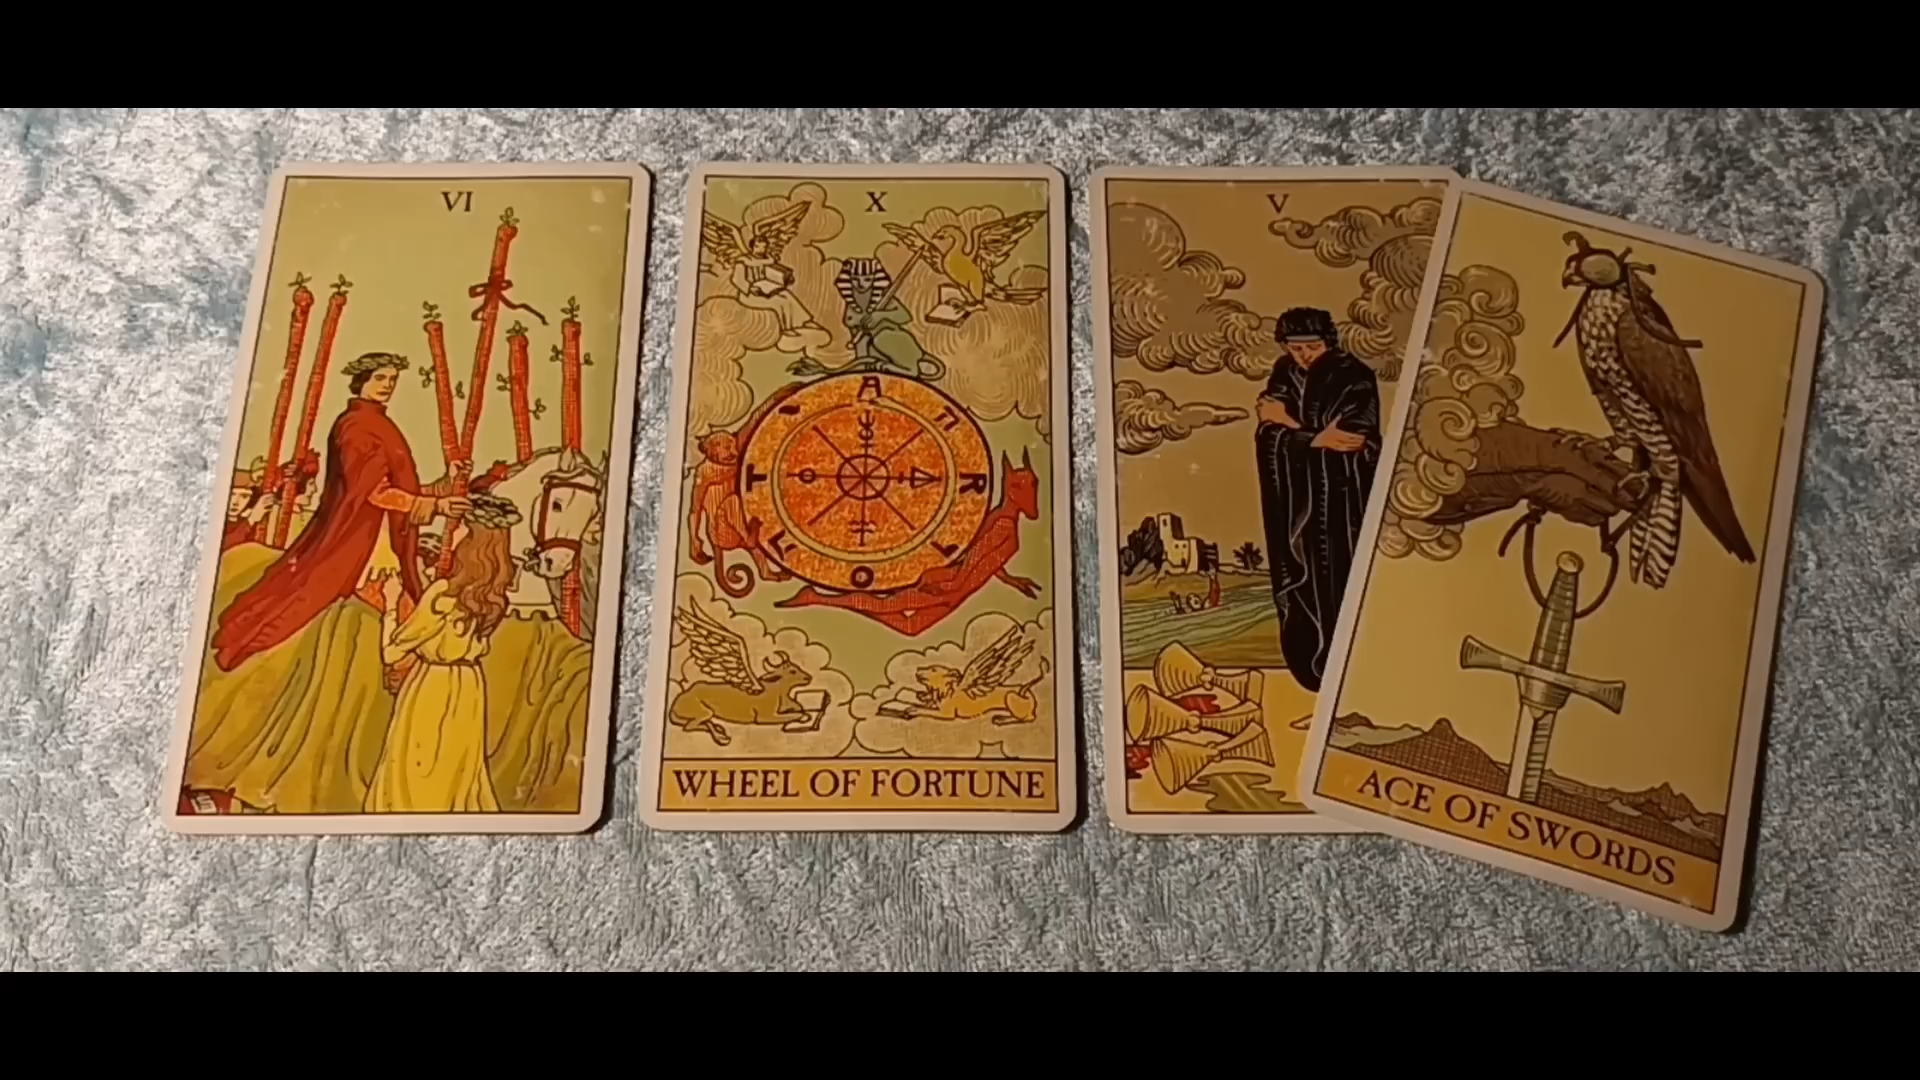 VI
X
A
R
O
T
WHEEL OF FORTUNE
V
ACE OF SWORDS